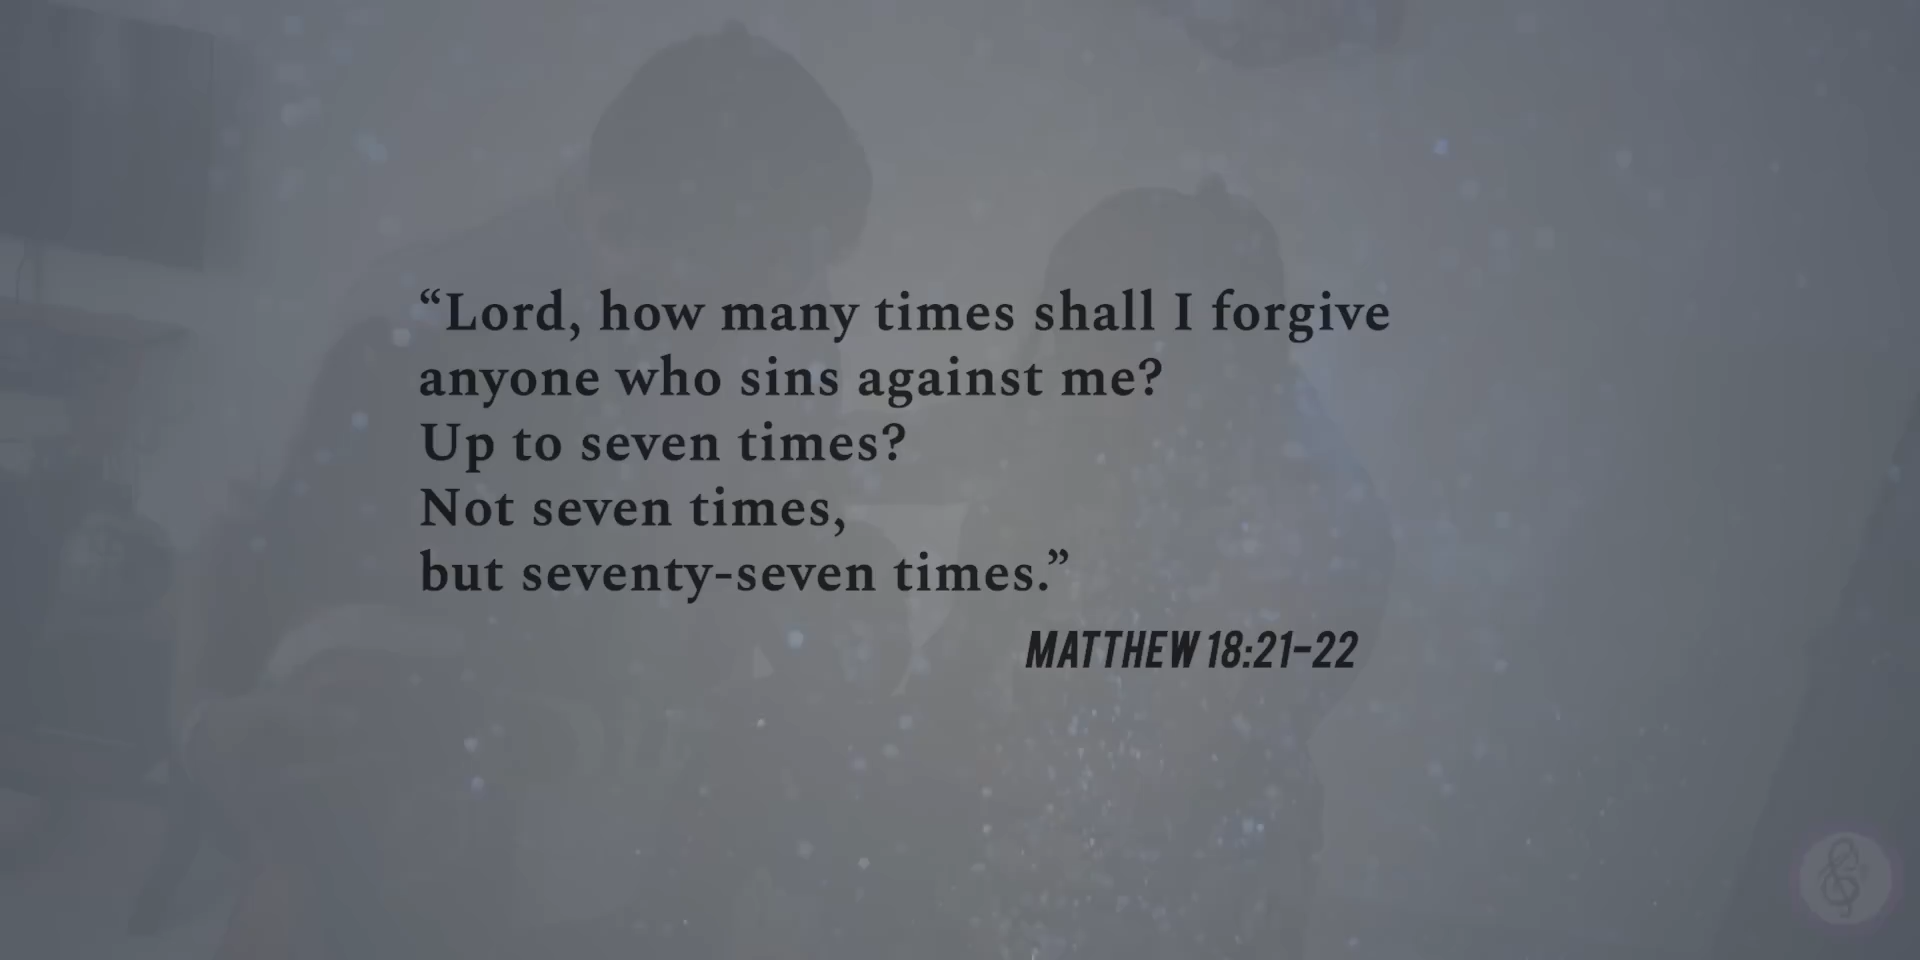 “Lord, how many times shall I forgive
anyone who sins against me?
Up to seven times?
Not seven times,
but seventy-seven times.”
MATTHEW 18:21–22